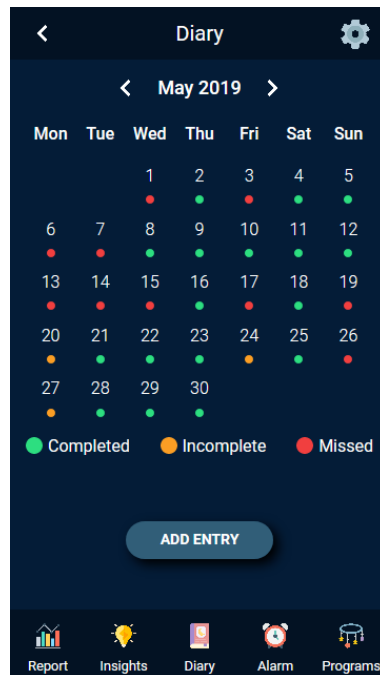 Diary
May 2019
Mon Tue Wed Thu Fri Sat Sun
1 2 3 4 5
6 7 8 9 10 11 12
13 14 15 16 17 18 19
20 21 22 23 24 25 26
27 28 29 30
Completed Incomplete Missed
ADD ENTRY
Report Insights Diary Alarm Programs